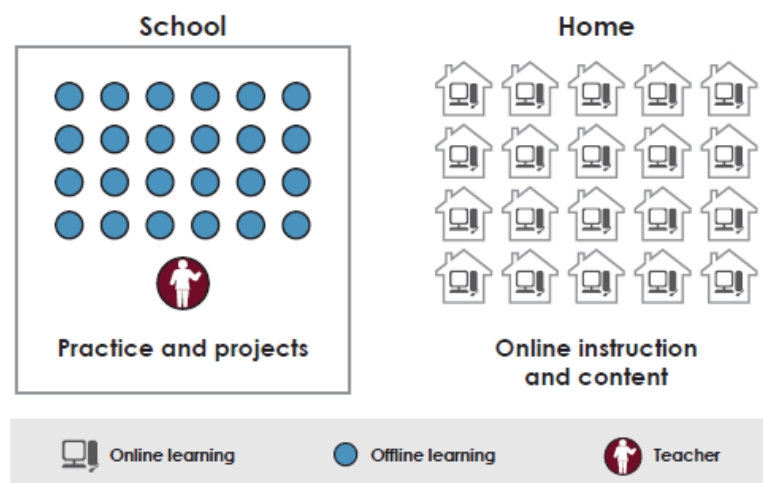 School
Home
Practice and projects
Online instruction
and content
Online learning
Offline learning
Teacher